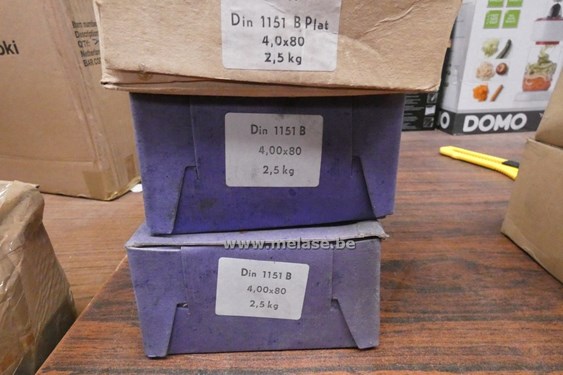 Din 1151 B Plat
4,0x80
2,5 kg
Din 1151 B
4,00x80
2,5 kg
www.melase.be
Din 1151 B
4,00x80
2,5 kg
DOMO
oki